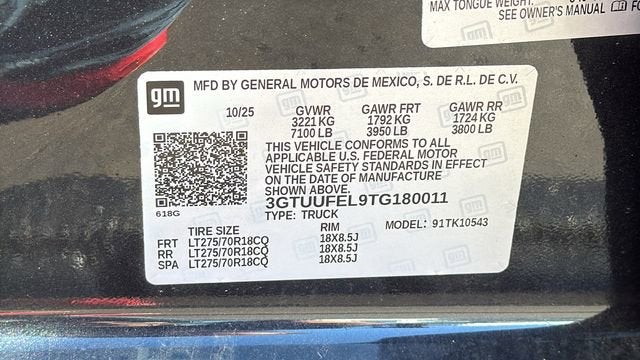 MAX TONGUE WEIGHT:
SEE OWNER'S MANUAL
gm
MFD BY GENERAL MOTORS DE MEXICO, S. DE R.L. DE C.V.
10/25 GVWR GAWR FRT GAWR RR
3221 KG 1792 KG 1724 KG
7100 LB 3950 LB 3800 LB
THIS VEHICLE CONFORMS TO ALL
APPLICABLE U.S. FEDERAL MOTOR
VEHICLE SAFETY STANDARDS IN EFFECT
ON THE DATE OF MANUFACTURE
SHOWN ABOVE.
3GTUUFEL9TG180011
618G
TYPE: TRUCK MODEL: 91TK10543
TIRE SIZE RIM
FRT LT275/70R18CQ 18X8.5J
RR LT275/70R18CQ 18X8.5J
SPA LT275/70R18CQ 18X8.5J